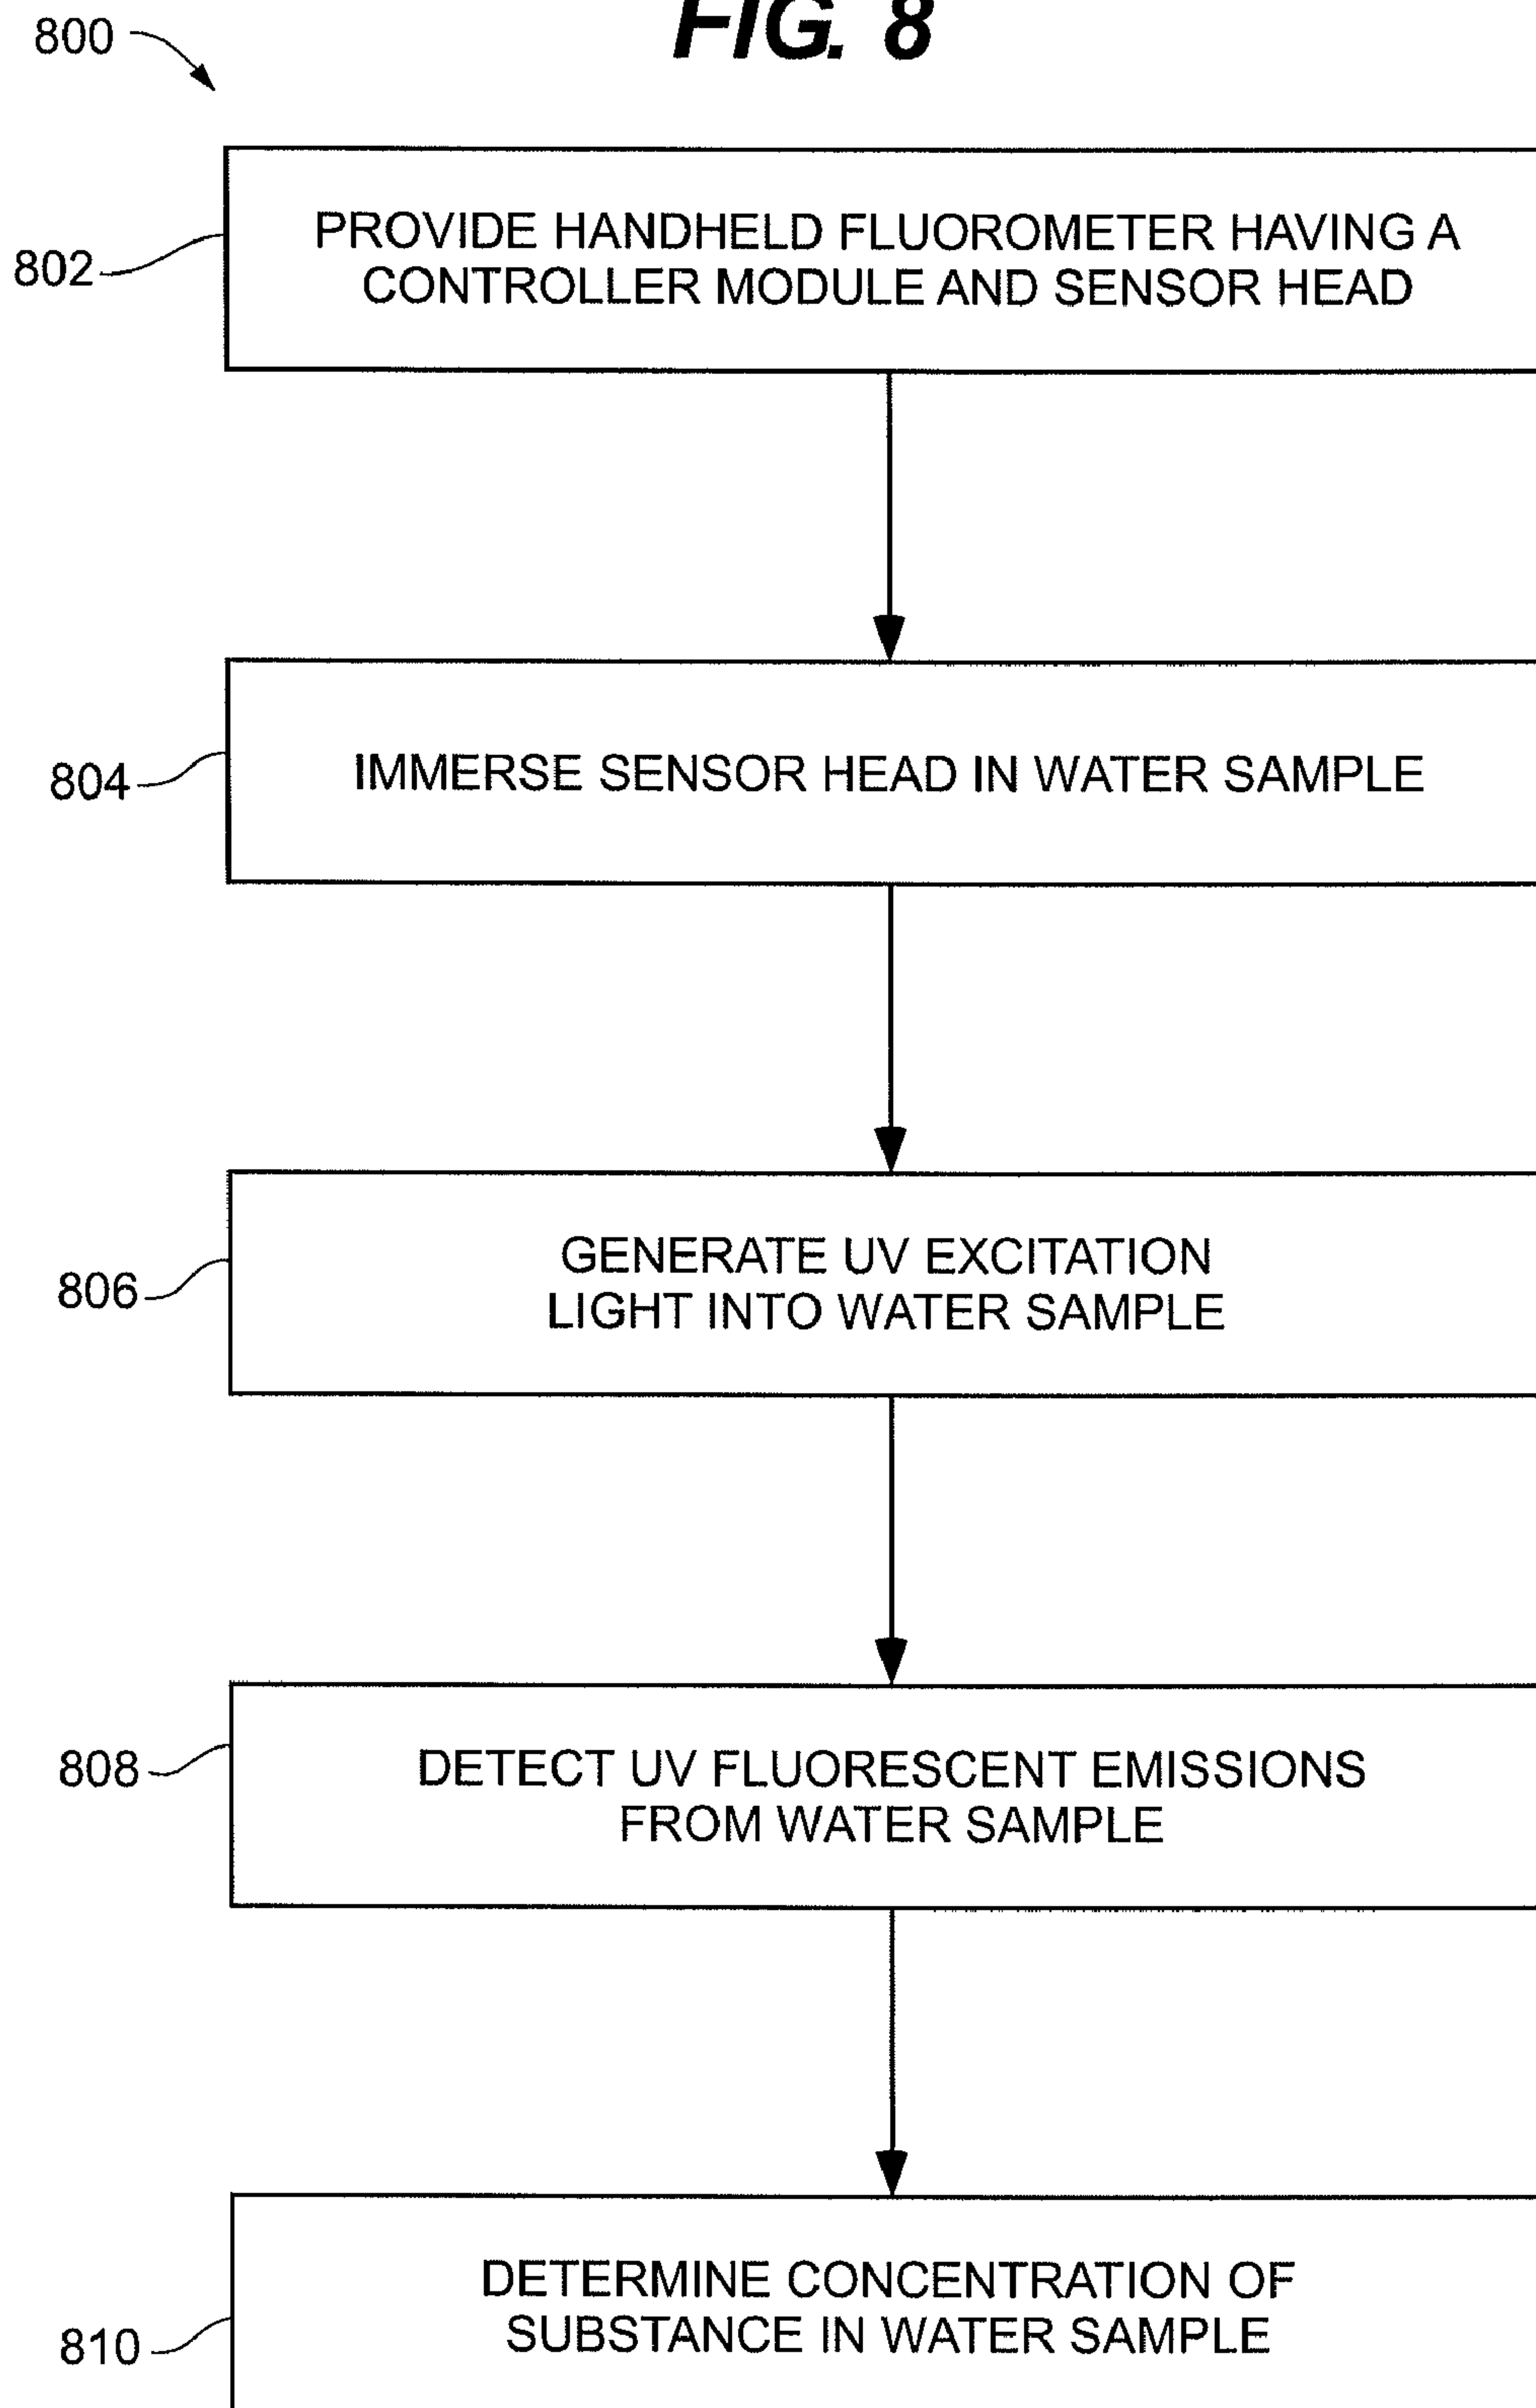 FIG. 8
800
802
PROVIDE HANDHELD FLUOROMETER HAVING A
CONTROLLER MODULE AND SENSOR HEAD
804
IMMERSE SENSOR HEAD IN WATER SAMPLE
806
GENERATE UV EXCITATION
LIGHT INTO WATER SAMPLE
808
DETECT UV FLUORESCENT EMISSIONS
FROM WATER SAMPLE
810
DETERMINE CONCENTRATION OF
SUBSTANCE IN WATER SAMPLE